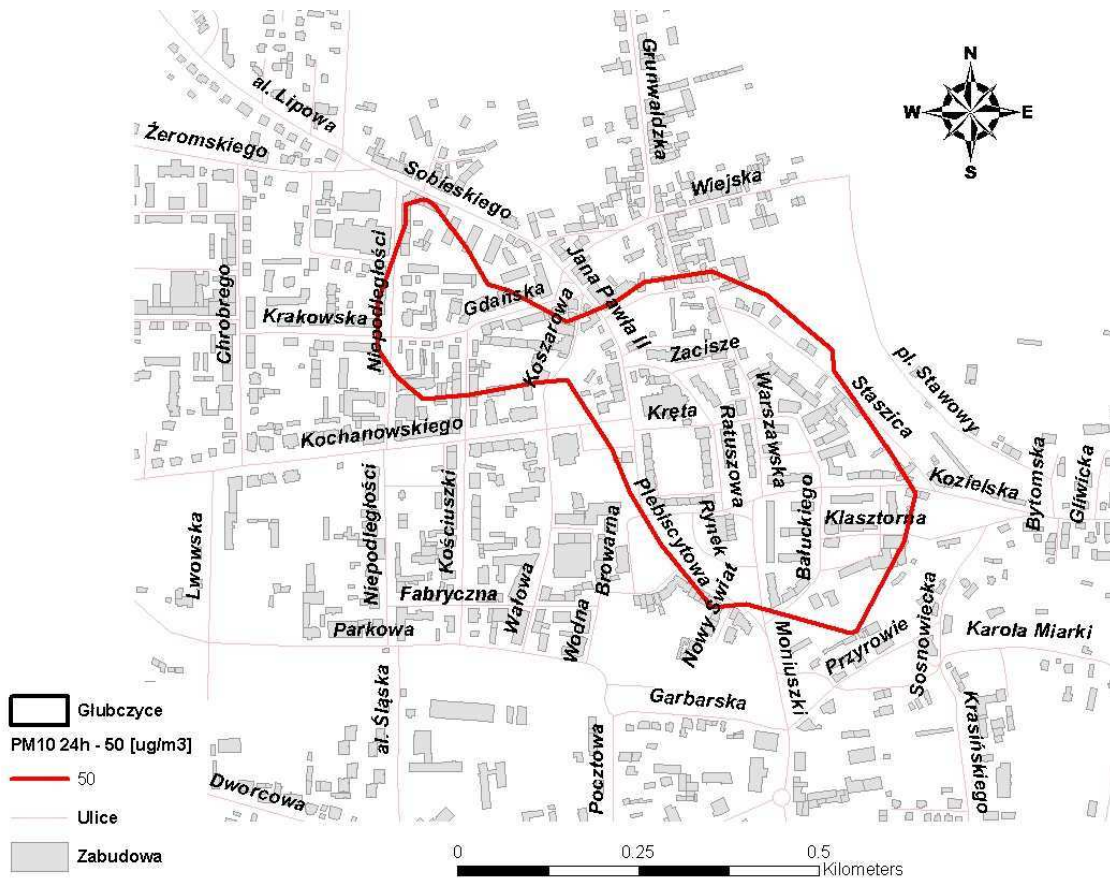 N
W E
S
Grunwaldzka
al. Lipowa
Żeromskiego
Sobieskiego
Wiejska
Chrobrego
Niepodległości
Krakowska
Gdańska
Koszarowa
Jana Pawła II
Zacisze
Kręta
Ratuszowa
Warszawska
Staszica
pl. Stawowy
Kochanowskiego
Kozielska
Bytomska
Gliwicka
Lwowska
Niepodległości
Kościuszki
Plebiscytowa
Rynek
Klasztorna
Bałuckiego
Browarna
Fabryczna
Wałowa
Wodna
Nowy Świat
Parkowa
Moniuszki
Przyrowie
Sosnowiecka
Karola Miarki
Garbarska
al. Śląska
Krasińskiego
Pocztowa
Dworcowa
Głubczyce
PM10 24h - 50 [ug/m3]
50
Ulice
Zabudowa
0 0.25 0.5
Kilometers